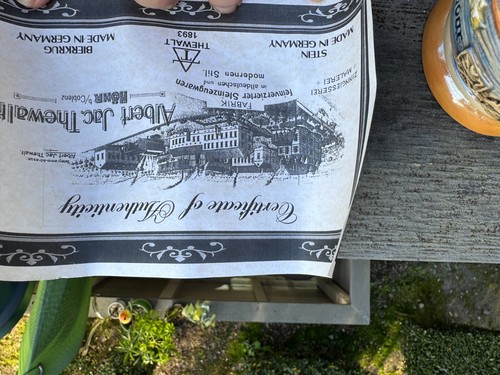 Certificate of Authenticity
Albert Jac. Thewalt
HÖHR b/Coblenz
FABRIK
feinverzierter Steinzeugwaren
in altdeutschen und
modernen Stil.
ZINNGIESSEREI
MALEREI
STEIN
MADE IN GERMANY
THEWALT
1893
BIERKRUG
MADE IN GERMANY